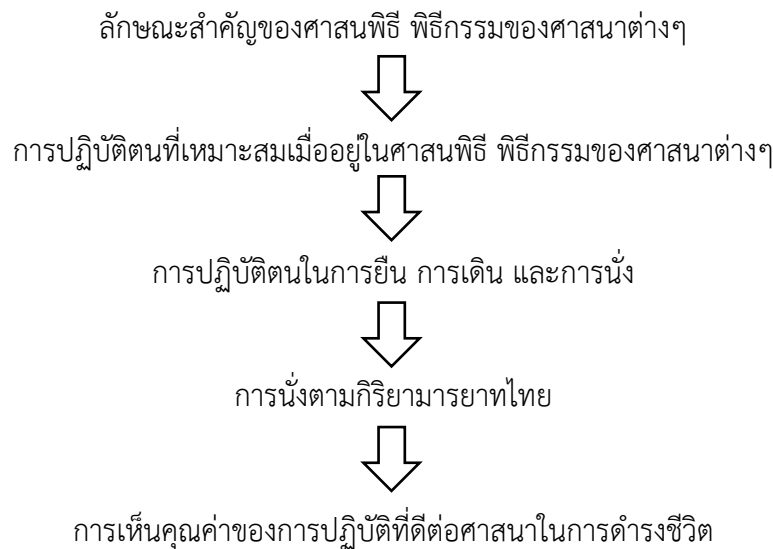 ลักษณะสำคัญของศาสนพิธี พิธีกรรมของศาสนาต่างๆ
การปฏิบัติตนที่เหมาะสมเมื่ออยู่ในศาสนพิธี พิธีกรรมของศาสนาต่างๆ
การปฏิบัติตนในการยืน การเดิน และการนั่ง
การนั่งตามกิริยามารยาทไทย
การเห็นคุณค่าของการปฏิบัติที่ดีต่อศาสนาในการดำรงชีวิต